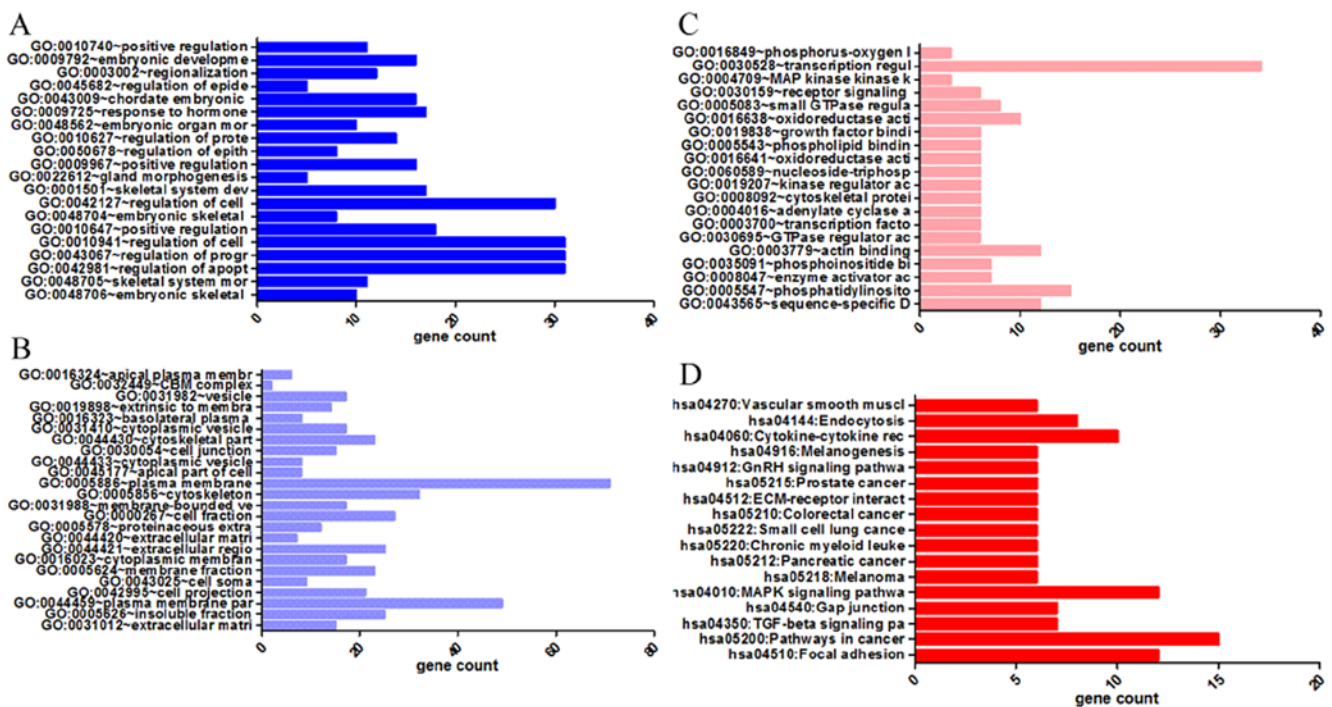 A
GO:0010740~positive regulation
GO:0009792~embryonic developme
GO:0003002~regionalization
GO:0045682~regulation of epide
GO:0043009~chordate embryonic
GO:0009725~response to hormone
GO:0048562~embryonic organ mor
GO:0010627~regulation of prote
GO:0050678~regulation of epith
GO:0009967~positive regulation
GO:0022612~gland morphogenesis
GO:0001501~skeletal system dev
GO:0042127~regulation of cell
GO:0048704~embryonic skeletal
GO:0010647~positive regulation
GO:0010941~regulation of cell
GO:0043067~regulation of progr
GO:0042981~regulation of apopt
GO:0048705~skeletal system mor
GO:0048706~embryonic skeletal
0 10 20 30 40
gene count
B
GO:0016324~apical plasma membr
GO:0032449~CBM complex
GO:0031982~vesicle
GO:0019898~extrinsic to membra
GO:0016323~basolateral plasma
GO:0031410~cytoplasmic vesicle
GO:0044430~cytoskeletal part
GO:0030054~cell junction
GO:0044433~cytoplasmic vesicle
GO:0045177~apical part of cell
GO:0005886~plasma membrane
GO:0005856~cytoskeleton
GO:0031988~membrane-bounded ve
GO:0000267~cell fraction
GO:0005578~proteinaceous extra
GO:0044420~extracellular matri
GO:0044421~extracellular regio
GO:0016023~cytoplasmic membran
GO:0005624~membrane fraction
GO:0043025~cell soma
GO:0042995~cell projection
GO:0044459~plasma membrane par
GO:0005626~insoluble fraction
GO:0031012~extracellular matri
0 20 40 60 80
gene count
C
GO:0016849~phosphorus-oxygen l
GO:0030528~transcription regul
GO:0004709~MAP kinase kinase k
GO:0030159~receptor signaling
GO:0005083~small GTPase regula
GO:0016638~oxidoreductase acti
GO:0019838~growth factor bindi
GO:0005543~phospholipid bindin
GO:0016641~oxidoreductase acti
GO:0060589~nucleoside-triphosp
GO:0019207~kinase regulator ac
GO:0008092~cytoskeletal protei
GO:0004016~adenylate cyclase a
GO:0003700~transcription facto
GO:0030695~GTPase regulator ac
GO:0003779~actin binding
GO:0035091~phosphoinositide bi
GO:0008047~enzyme activator ac
GO:0005547~phosphatidylinosito
GO:0043565~sequence-specific D
0 10 20 30 40
gene count
D
hsa04270:Vascular smooth muscl
hsa04144:Endocytosis
hsa04060:Cytokine-cytokine rec
hsa04916:Melanogenesis
hsa04912:GnRH signaling pathwa
hsa05215:Prostate cancer
hsa04512:ECM-receptor interact
hsa05210:Colorectal cancer
hsa05222:Small cell lung cance
hsa05220:Chronic myeloid leuke
hsa05212:Pancreatic cancer
hsa05218:Melanoma
hsa04010:MAPK signaling pathwa
hsa04540:Gap junction
hsa04350:TGF-beta signaling pa
hsa05200:Pathways in cancer
hsa04510:Focal adhesion
0 5 10 15 20
gene count